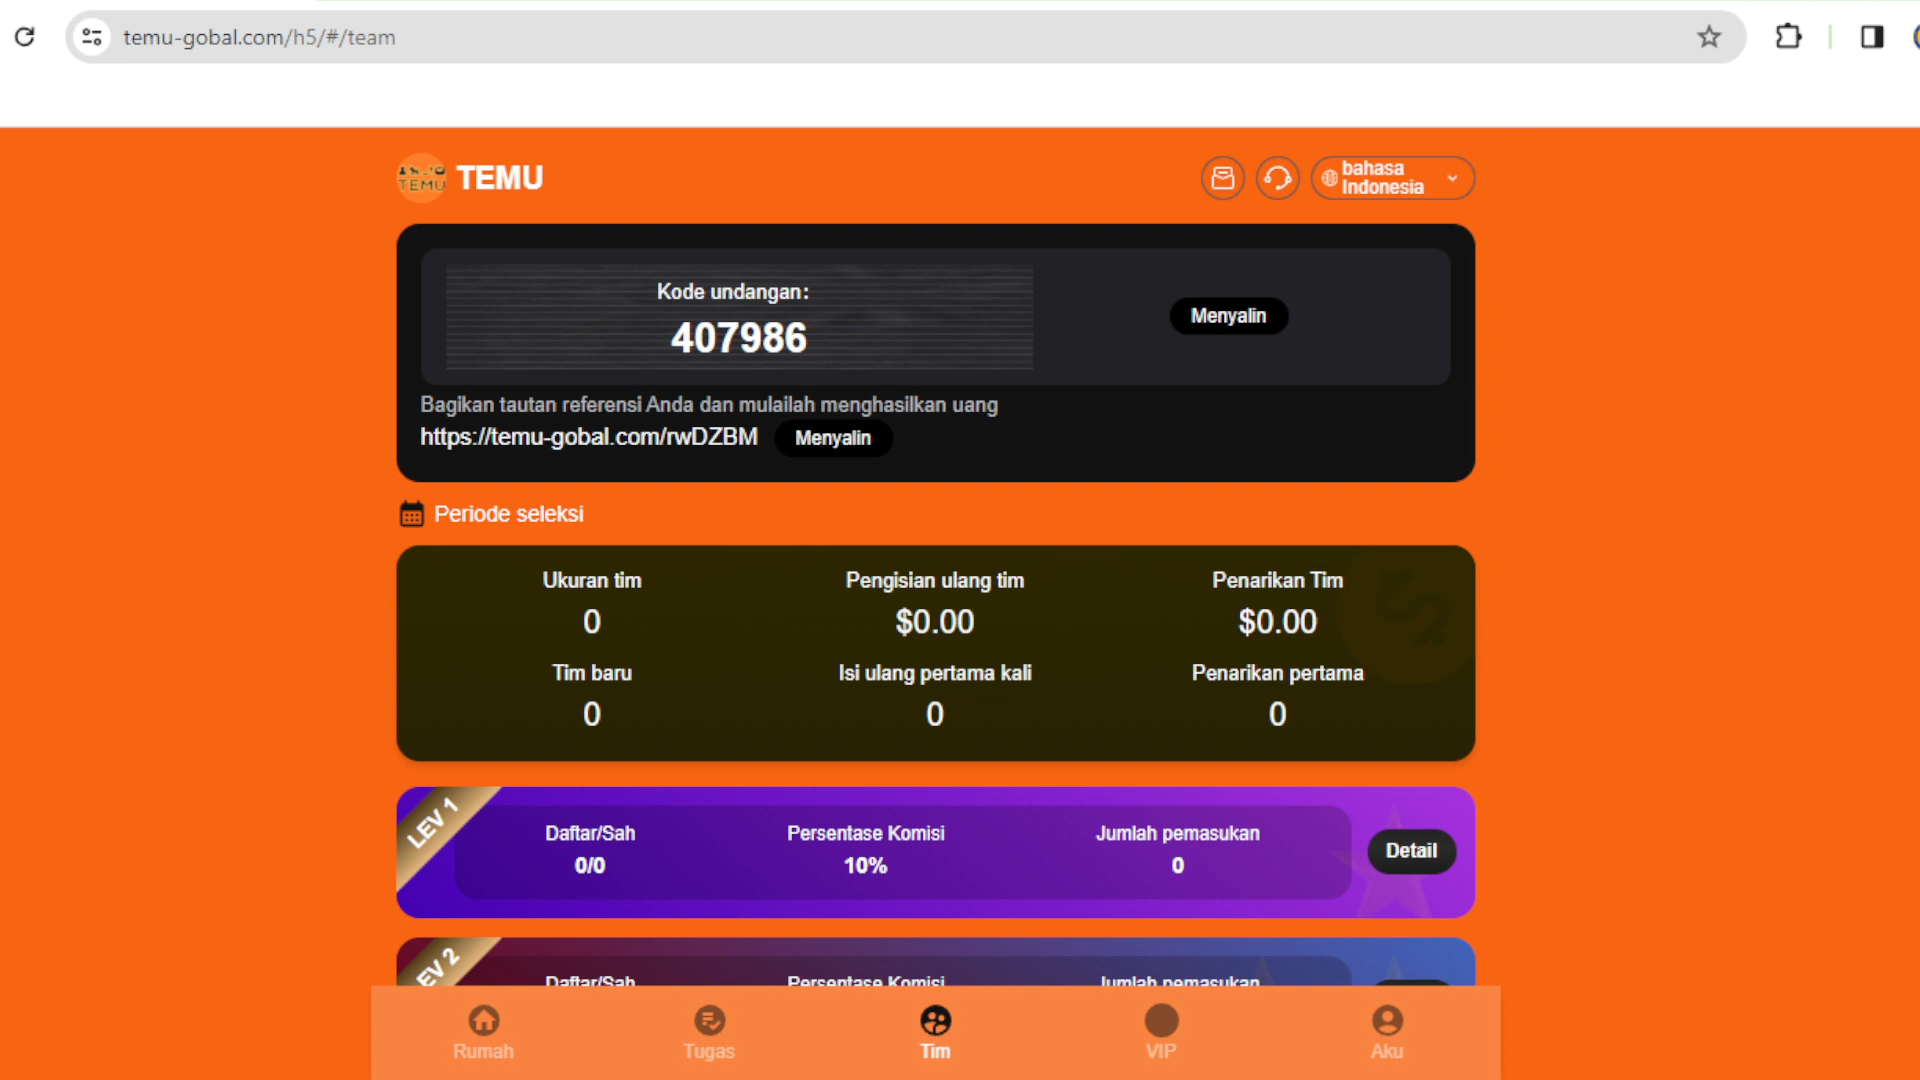 temu-gobal.com/h5/#/team
TEMU TEMU
bahasa
Indonesia
Kode undangan:
407986
Menyalin
Bagikan tautan referensi Anda dan mulailah menghasilkan uang
https://temu-gobal.com/rwDZBM Menyalin
Periode seleksi
Ukuran tim Pengisian ulang tim Penarikan Tim
0 $0.00 $0.00
Tim baru Isi ulang pertama kali Penarikan pertama
0 0 0
LEV 1
Daftar/Sah Persentase Komisi Jumlah pemasukan
0/0 10% 0
Detail
EV 2
Daftar/Sah Persentase Komisi Jumlah pemasukan
Rumah Tugas Tim VIP Aku